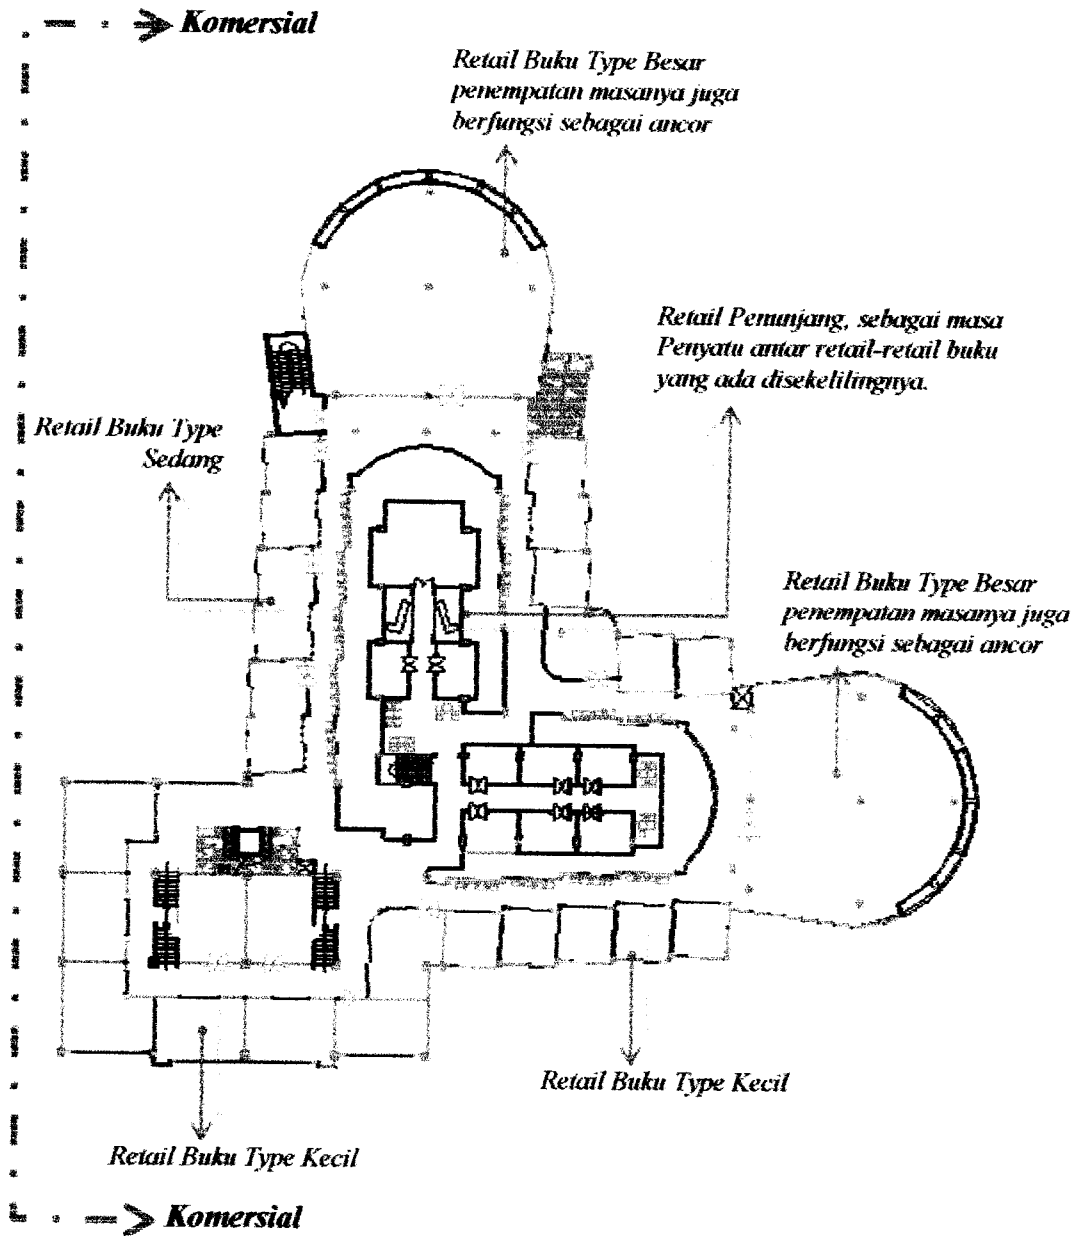 Komersial
Retail Buku Type Besar
penempatan masanya juga
berfungsi sebagai ancor
Retail Penunjang, sebagai masa
Penyatu antar retail-retail buku
yang ada disekelilingnya.
Retail Buku Type
Sedang
Retail Buku Type Besar
penempatan masanya juga
berfungsi sebagai ancor
Retail Buku Type Kecil
Retail Buku Type Kecil
Komersial